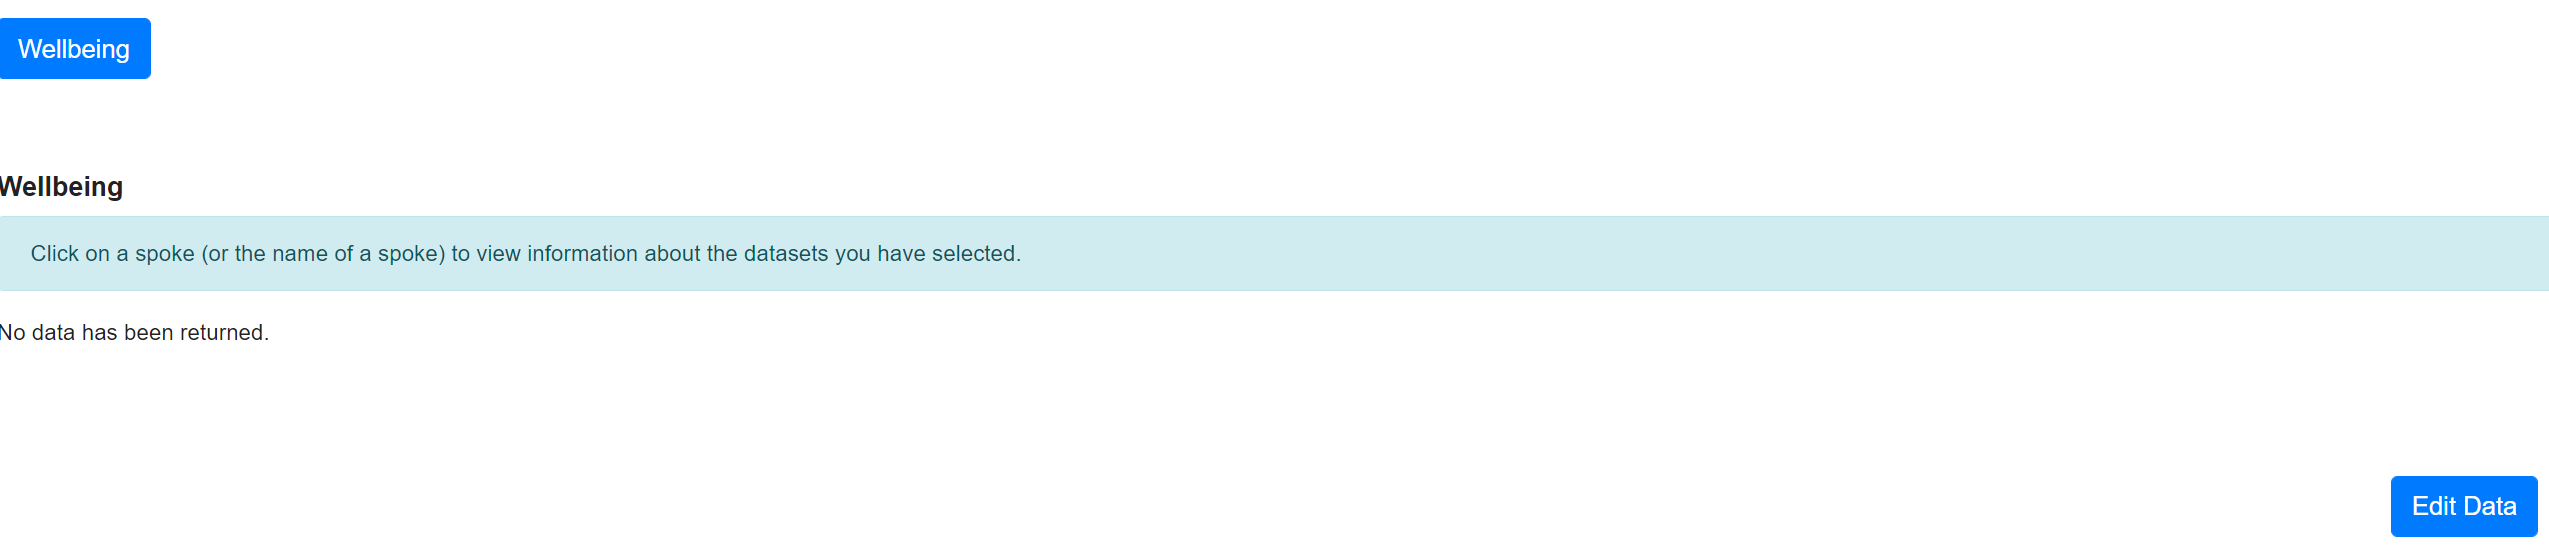 Wellbeing
Wellbeing
Click on a spoke (or the name of a spoke) to view information about the datasets you have selected.
No data has been returned.
Edit Data